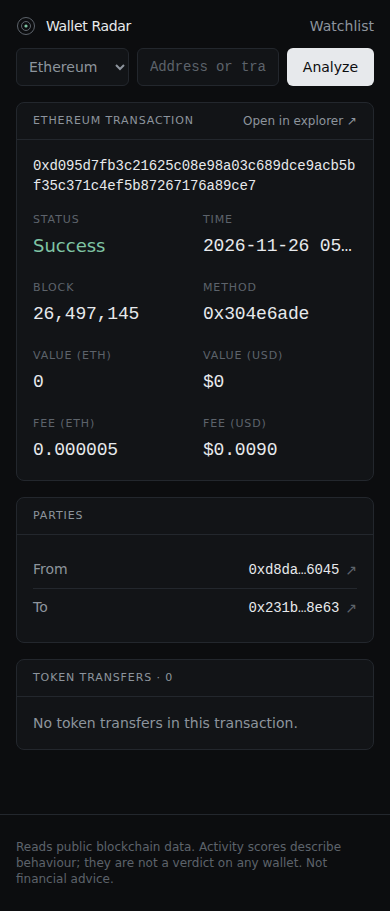 Wallet Radar
Watchlist
Ethereum
Address or tra
Analyze
ETHEREUM TRANSACTION
Open in explorer ↗
0xd095d7fb3c21625c08e98a03c689dce9acb5b
f35c371c4ef5b87267176a89ce7
STATUS
TIME
Success
2026-11-26 05…
BLOCK
METHOD
26,497,145
0x304e6ade
VALUE (ETH)
VALUE (USD)
0
$0
FEE (ETH)
FEE (USD)
0.000005
$0.0090
PARTIES
From
0xd8da…6045 ↗
To
0x231b…8e63 ↗
TOKEN TRANSFERS · 0
No token transfers in this transaction.
Reads public blockchain data. Activity scores describe
behaviour; they are not a verdict on any wallet. Not
financial advice.